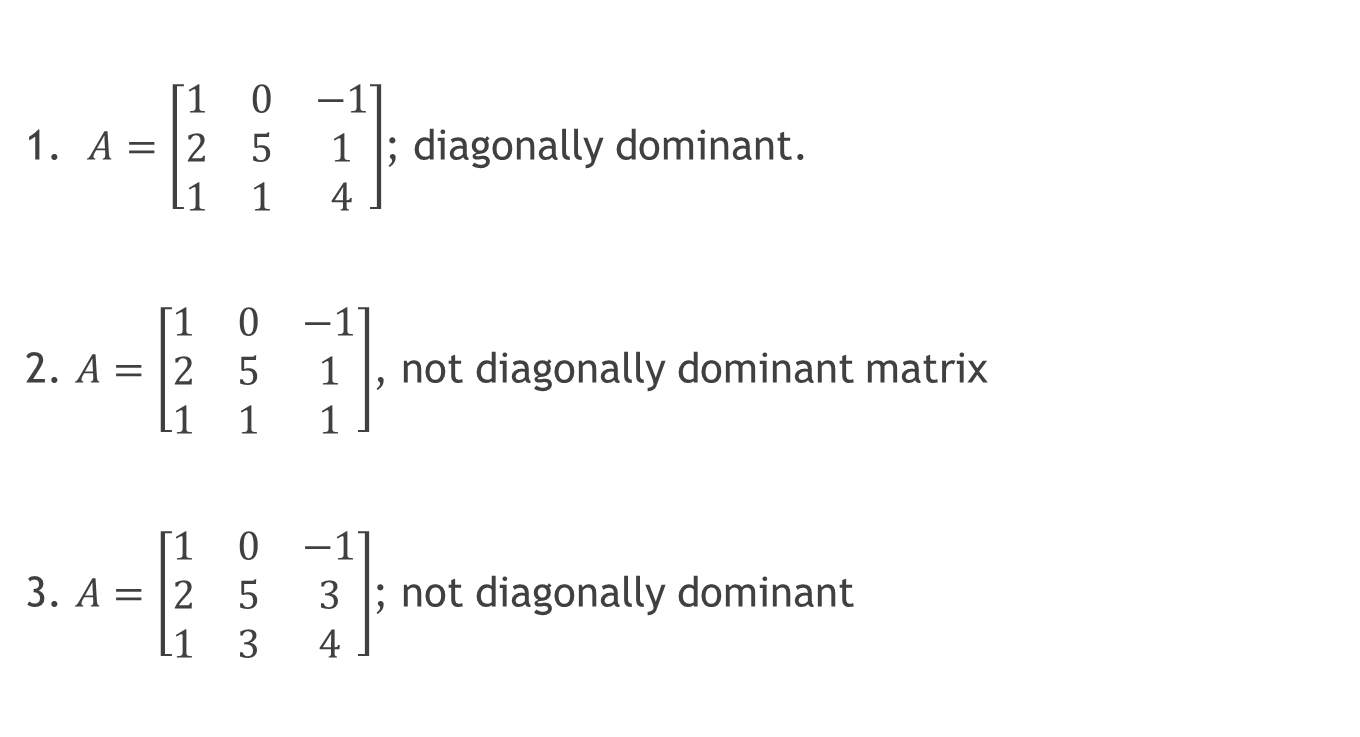 1. A = [1 0 −1
2 5 1
1 1 4]; diagonally dominant.
2. A = [1 0 −1
2 5 1
1 1 1], not diagonally dominant matrix
3. A = [1 0 −1
2 5 3
1 3 4]; not diagonally dominant